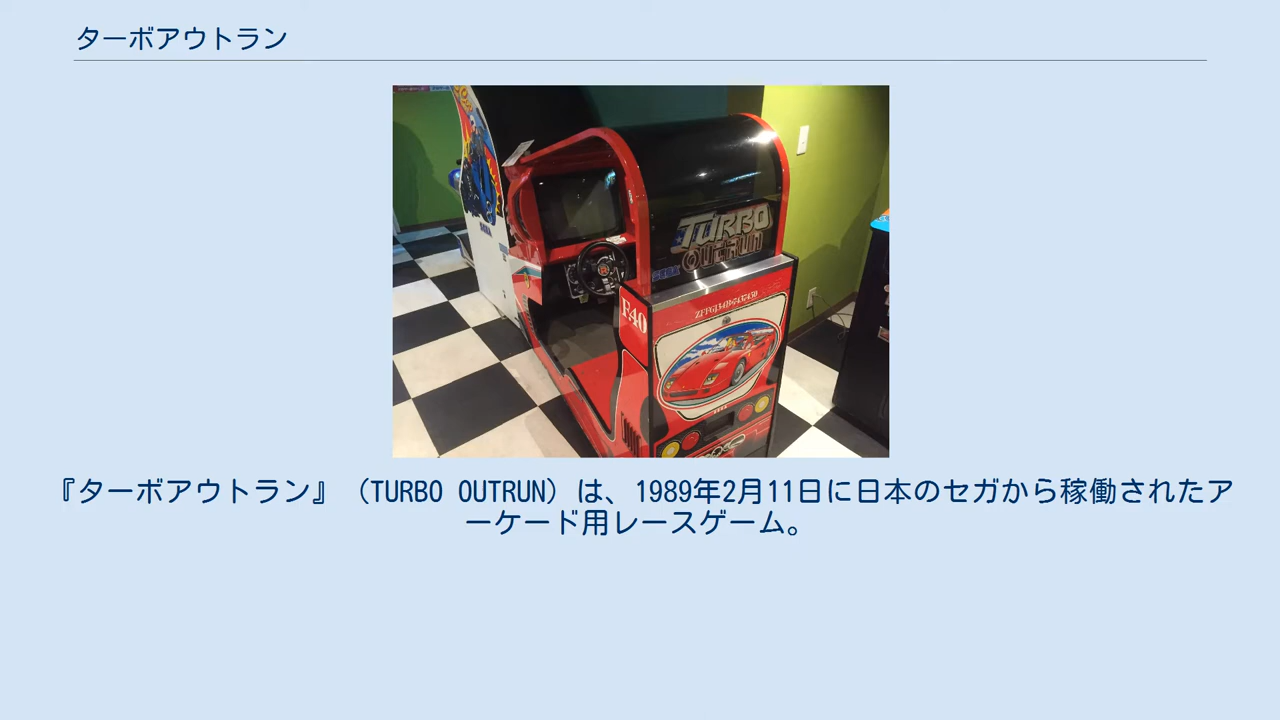 ターボアウトラン
TURBO
OUTRUN
SEGA
SEGA
F40
『ターボアウトラン』（TURBO OUTRUN）は、1989年2月11日に日本のセガから稼働されたア
ーケード用レースゲーム。